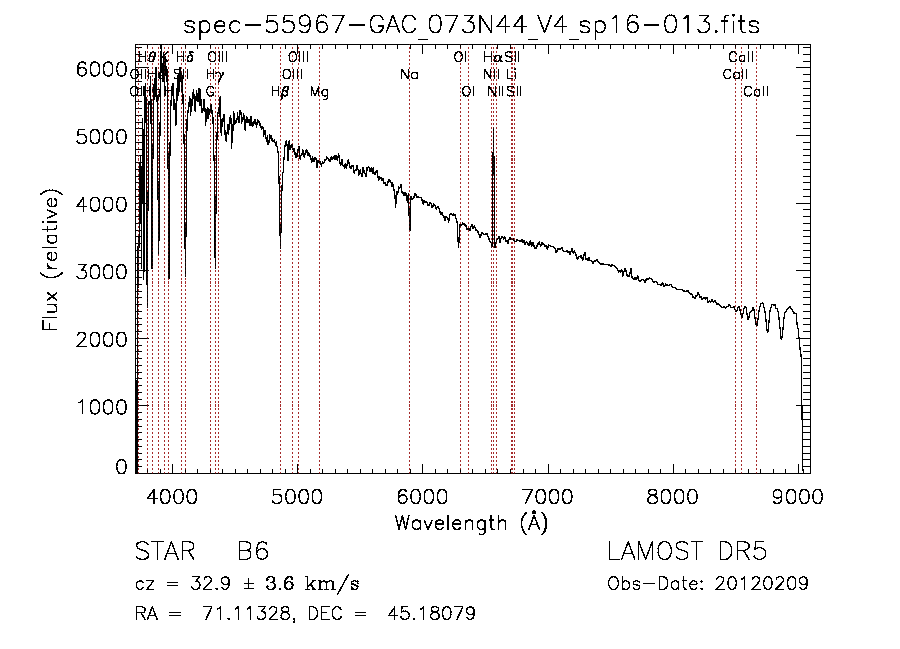 spec-55967-GAC_073N44_V4_sp16-013.fits
Hθ K Hδ OIII OIII OI Hα SII CaII
Hγ OIII Na NII Li CaII
G Hβ Mg OI NII SII CaII
6000
5000
4000
3000
2000
1000
0
Flux (relative)
4000 5000 6000 7000 8000 9000
Wavelength (Å)
STAR B6 LAMOST DR5
cz = 32.9 ± 3.6 km/s Obs-Date: 20120209
RA = 71.11328, DEC = 45.18079